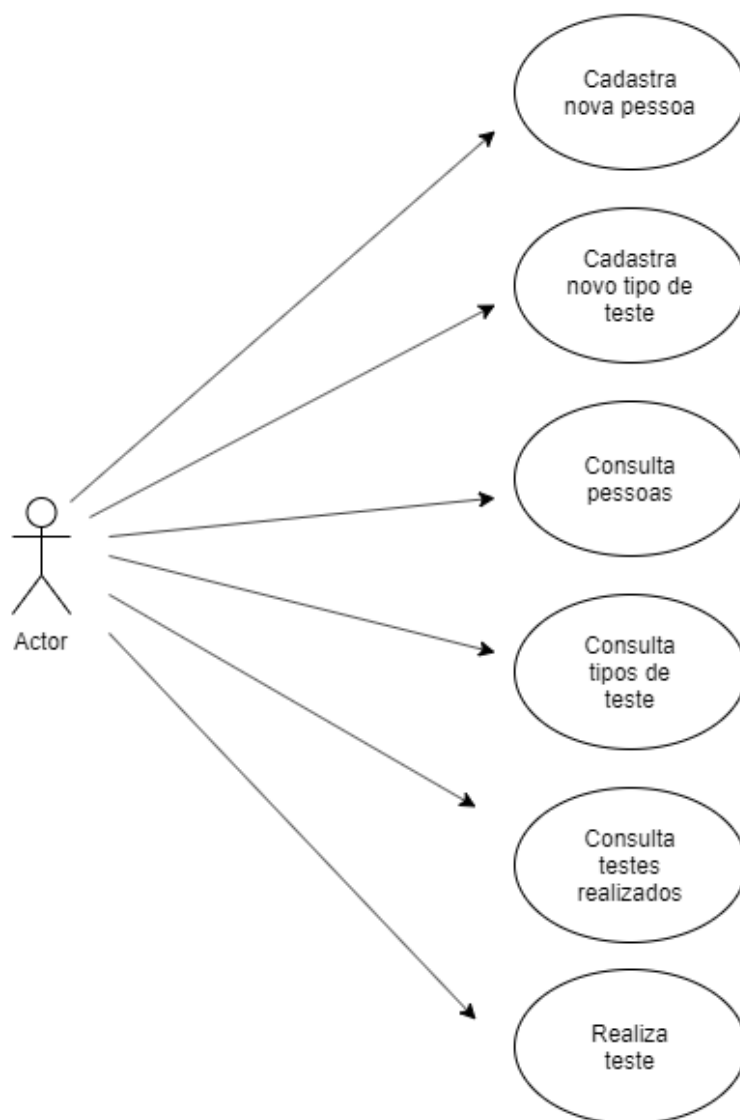 Cadastra
nova pessoa
Cadastra
novo tipo de
teste
Consulta
pessoas
Actor
Consulta
tipos de
teste
Consulta
testes
realizados
Realiza
teste